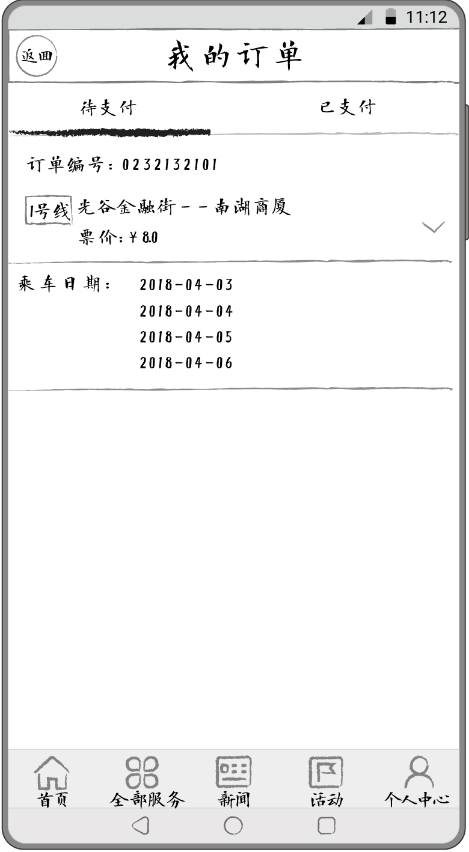 11:12
返回
我的订单
待支付 已支付
订单编号：0232132101
1号线 光谷金融街--南湖商厦
票价：¥ 8.0
乘车日期： 2018-04-03
2018-04-04
2018-04-05
2018-04-06
首页 全部服务 新闻 活动 个人中心